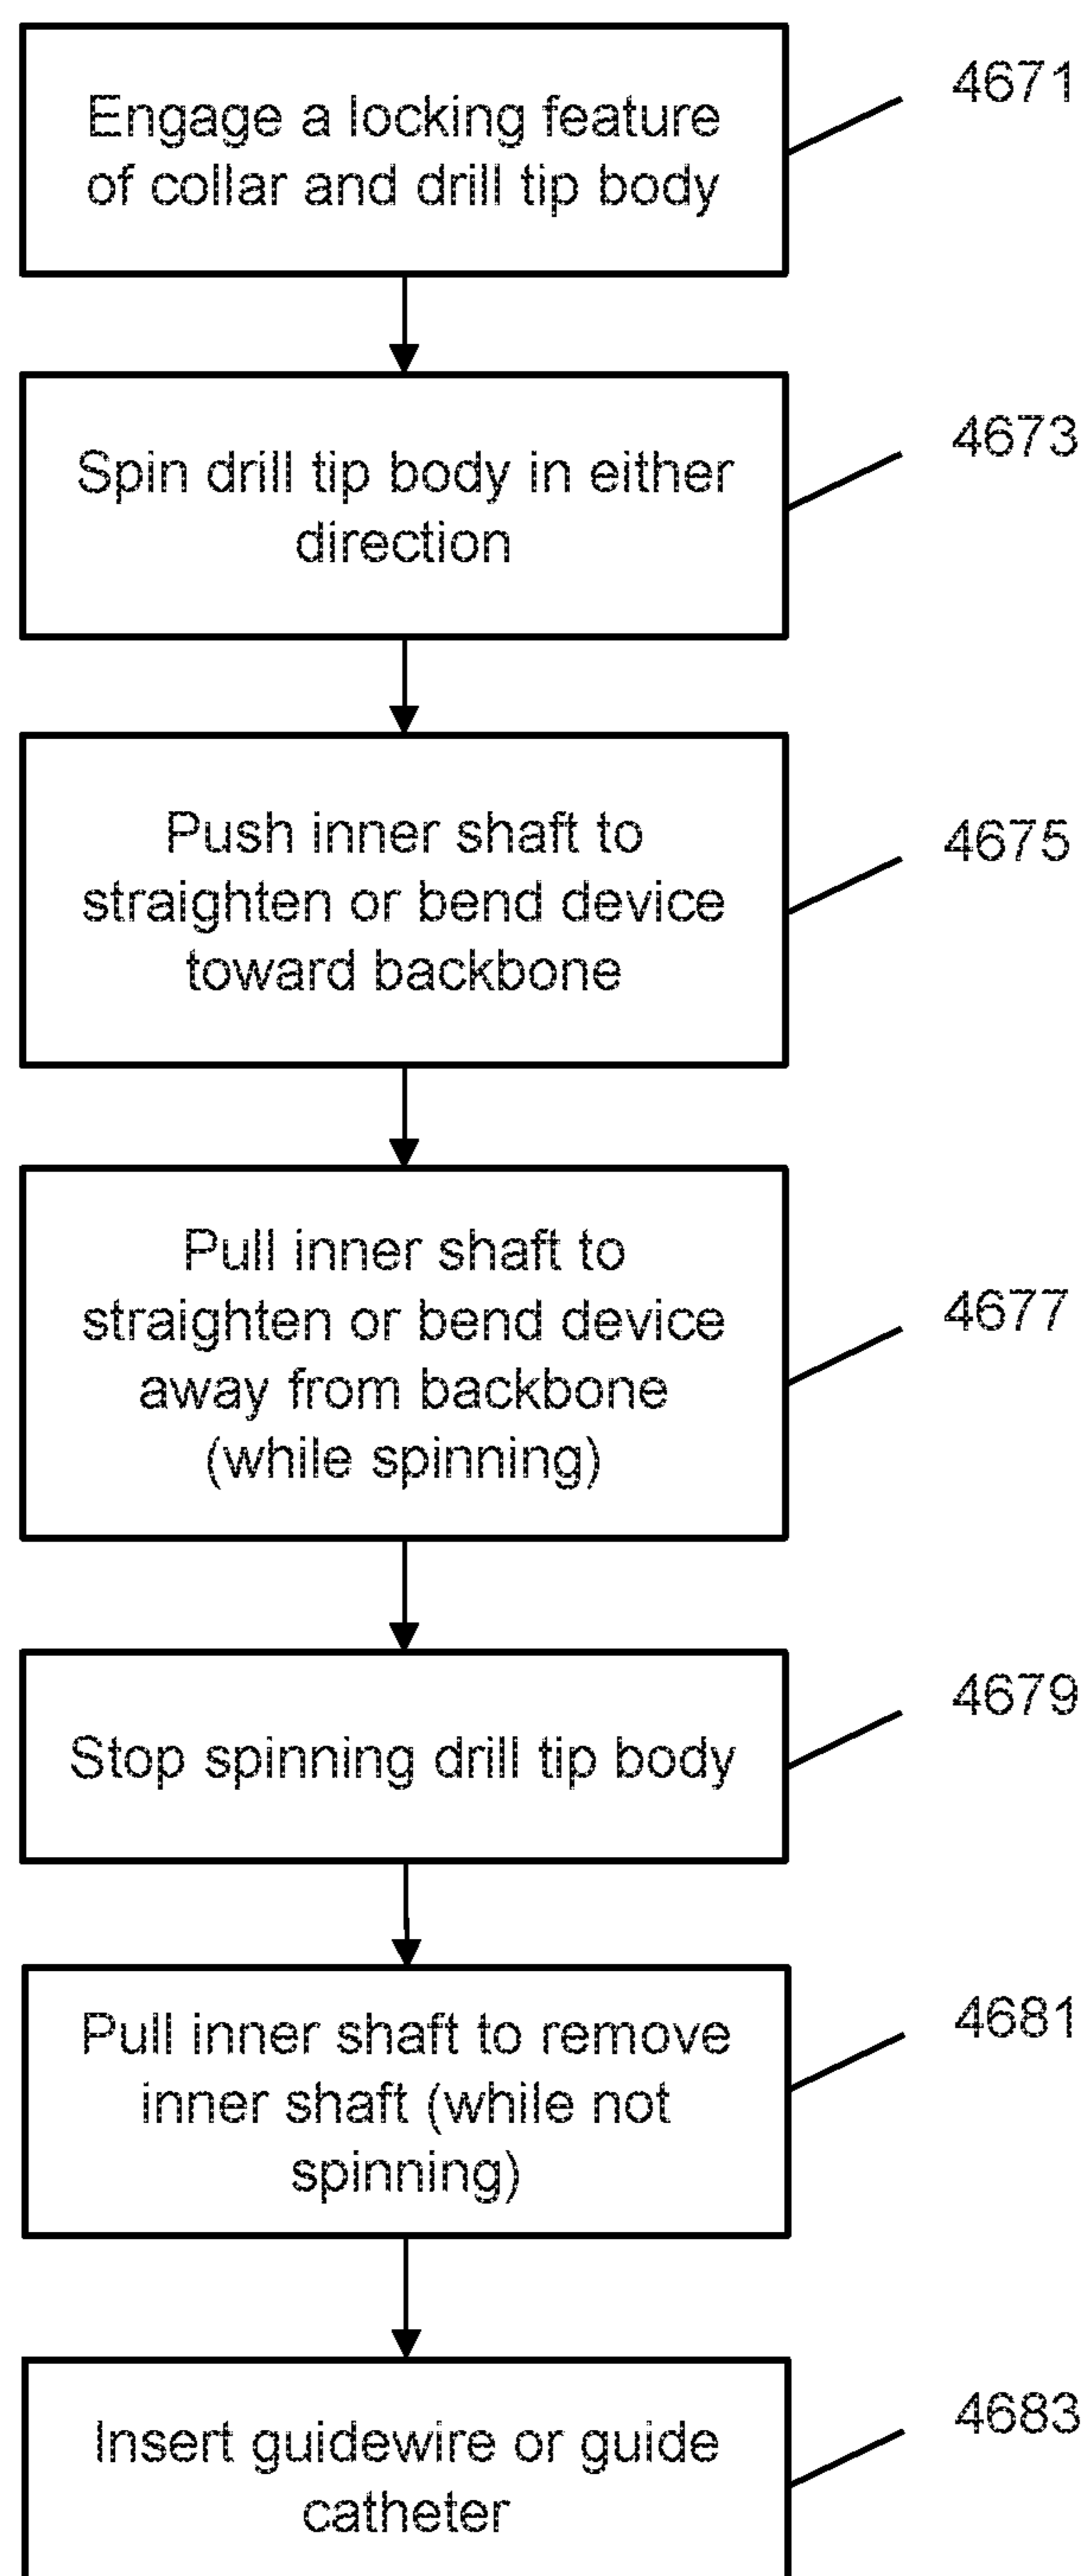 Engage a locking feature
of collar and drill tip body
4671
Spin drill tip body in either
direction
4673
Push inner shaft to
straighten or bend device
toward backbone
4675
Pull inner shaft to
straighten or bend device
away from backbone
(while spinning)
4677
Stop spinning drill tip body
4679
Pull inner shaft to remove
inner shaft (while not
spinning)
4681
Insert guidewire or guide
catheter
4683